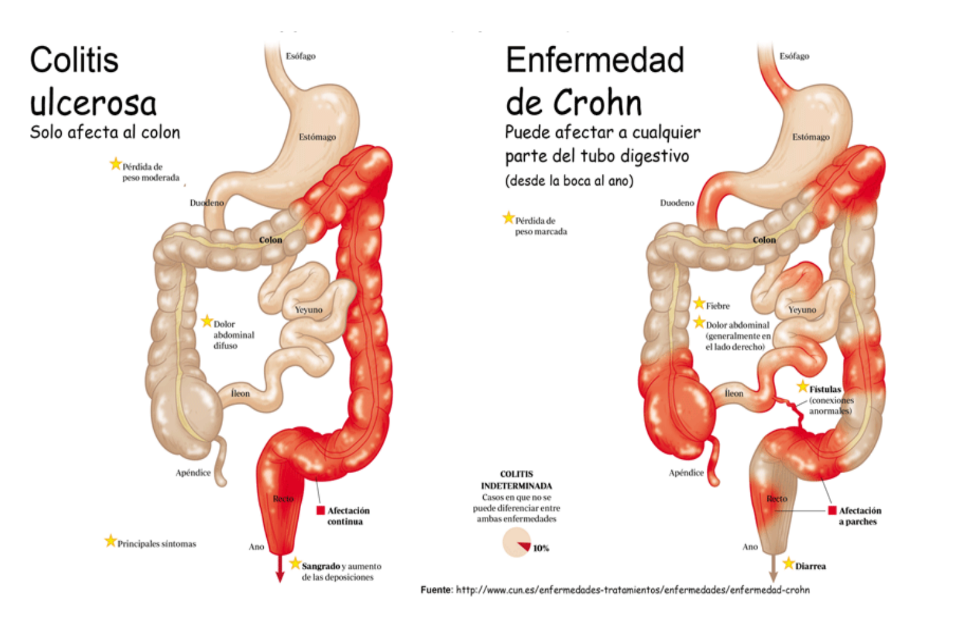 Colitis
ulcerosa
Solo afecta al colon
Pérdida de
peso moderada
Esófago
Estómago
Duodeno
Colon
Yeyuno
Dolor
abdominal
difuso
Íleon
Apéndice
Recto
Afectación
continua
Principales síntomas
Ano
Sangrado y aumento
de las deposiciones
Enfermedad
de Crohn
Puede afectar a cualquier
parte del tubo digestivo
(desde la boca al ano)
Pérdida de
peso marcada
Esófago
Estómago
Duodeno
Colon
Fiebre
Yeyuno
Dolor abdominal
(generalmente en
el lado derecho)
Íleon
Fístulas
(conexiones
anormales)
Apéndice
COLITIS
INDETERMINADA
Casos en que no se
puede diferenciar entre
ambas enfermedades
10%
Recto
Afectación
a parches
Ano
Diarrea
Fuente: http://www.cun.es/enfermedades-tratamientos/enfermedades/enfermedad-crohn